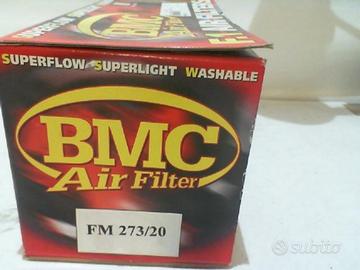 SUPERFLOW SUPERLIGHT WASHABLE
BMC
Air Filter
FM 273/20
subito